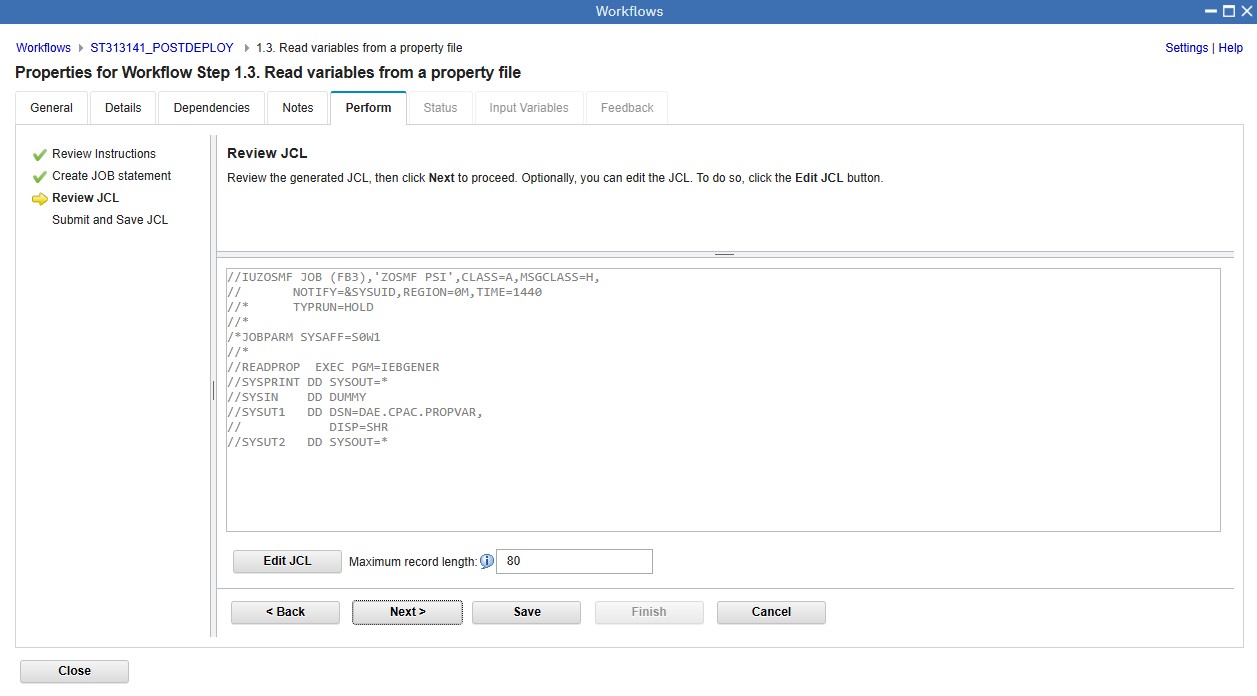 Workflows
Workflows ST313141_POSTDEPLOY 1.3. Read variables from a property file
Settings | Help
Properties for Workflow Step 1.3. Read variables from a property file
General Details Dependencies Notes Perform Status Input Variables Feedback
Review Instructions
Create JOB statement
Review JCL
Submit and Save JCL
Review JCL
Review the generated JCL, then click Next to proceed. Optionally, you can edit the JCL. To do so, click the Edit JCL button.
//IUZOSMF JOB (FB3),'ZOSMF PSI',CLASS=A,MSGCLASS=H,
//       NOTIFY=&SYSUID,REGION=0M,TIME=1440
//*      TYPRUN=HOLD
//*
/*JOBPARM SYSAFF=S0W1
//*
//READPROP  EXEC PGM=IEBGENER
//SYSPRINT DD SYSOUT=*
//SYSIN    DD DUMMY
//SYSUT1   DD DSN=DAE.CPAC.PROPVAR,
//            DISP=SHR
//SYSUT2   DD SYSOUT=*
Edit JCL Maximum record length: 80
< Back Next > Save Finish Cancel
Close